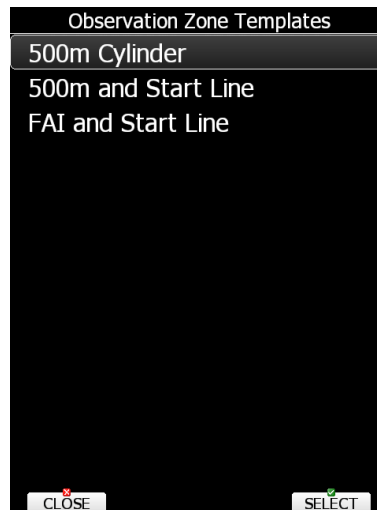 Observation Zone Templates
500m Cylinder
500m and Start Line
FAI and Start Line
CLOSE
SELECT